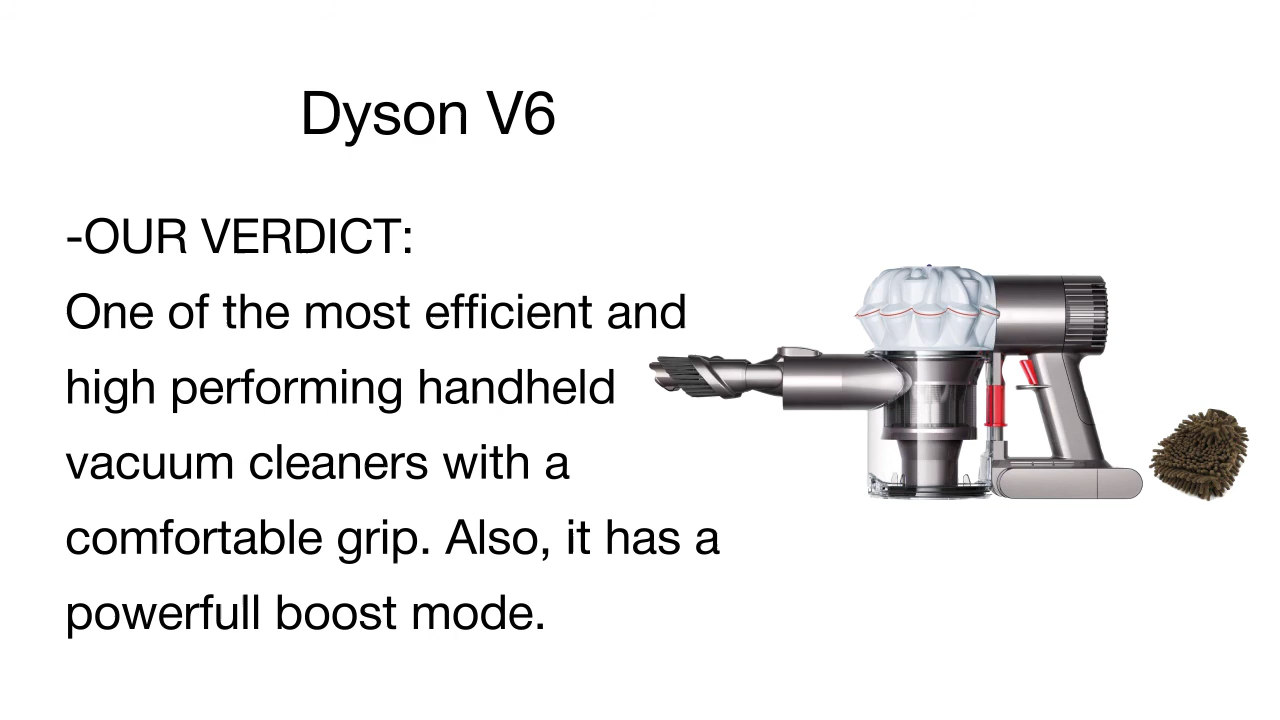 Dyson V6
-OUR VERDICT:
One of the most efficient and
high performing handheld
vacuum cleaners with a
comfortable grip. Also, it has a
powerfull boost mode.